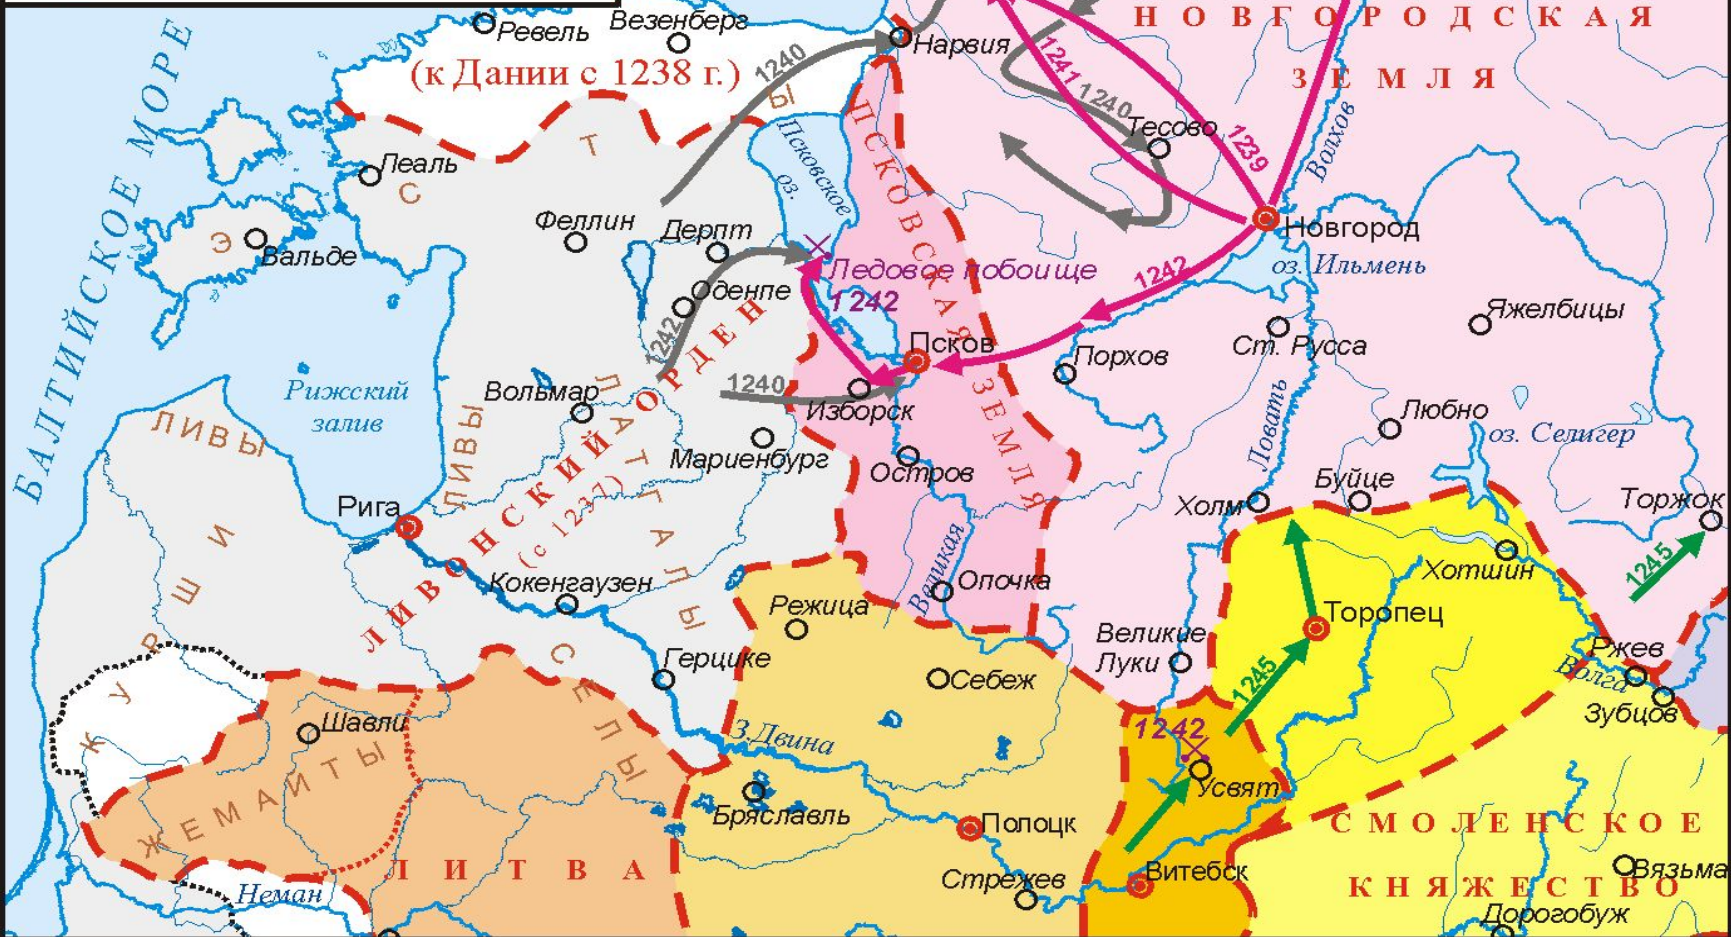 Ревель
Везенберг
(к Дании с 1238 г.)
Нарвия
НОВГОРОДСКАЯ
ЗЕМЛЯ
БАЛТИЙСКОЕ МОРЕ
1240
1241
1240
1239
Тесово
Волхов
Псковское
оз.
ПСКОВСКАЯ ЗЕМЛЯ
ЭСТЫ
Леаль
Вальде
Феллин
Дерпт
Оденпе
1242
Ледовое побоище
1242
Новгород
оз. Ильмень
1242
Яжелбицы
Ст. Русса
Псков
Порхов
Изборск
1240
Рижский
залив
Вольмар
ЛИВЫ
ЛИВЫ
ЛАТГАЛЫ
ЛИВОНСКИЙ ОРДЕН
(с 1237)
Мариенбург
Остров
Ловать
Любно
оз. Селигер
Буйце
Холм
Торжок
Рига
КУРШИ
Кокенгаузен
Великая
Опочка
Режица
Хотшин
1245
Торопец
Великие
Луки
Ржев
Волга
Зубцов
Герцике
СЕЛЫ
Себеж
1245
1242
Усвят
Шавли
ЖЕМАЙТЫ
З.Двина
Бряславль
Полоцк
СМОЛЕНСКОЕ
КНЯЖЕСТВО
Вязьма
ЛИТВА
Неман
Стрежев
Витебск
Дорогобуж